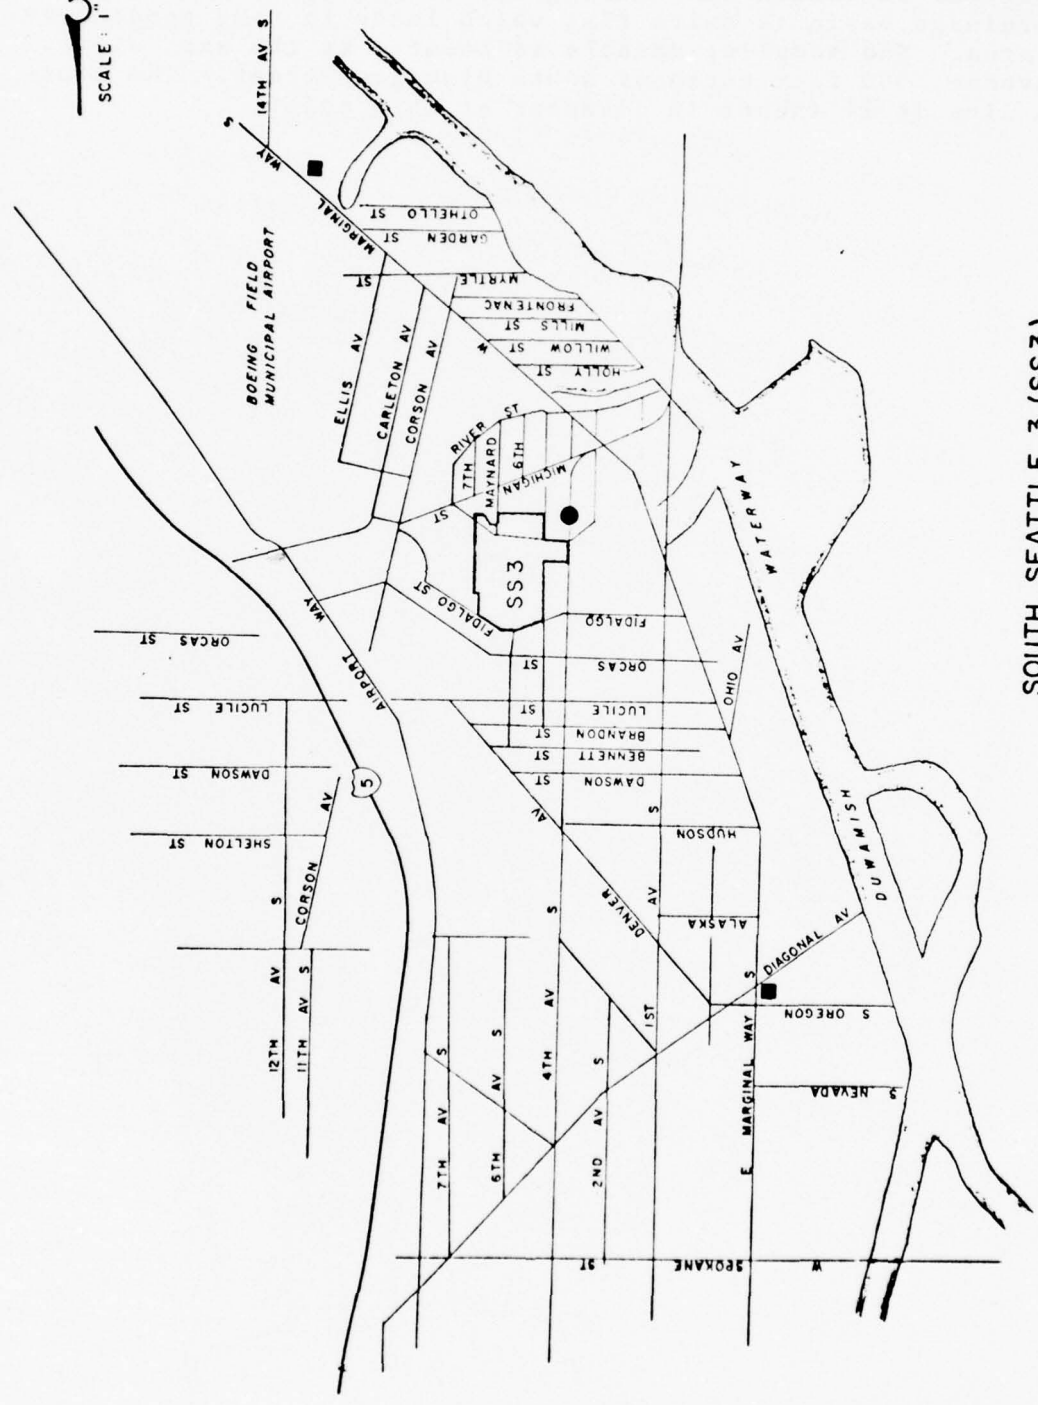 SCALE : 1"
14TH AV S
WAY S
MARGINAL
BOEING FIELD
MUNICIPAL AIRPORT
OTHELLO ST
GARDEN ST
MYRTLE ST
FRONTENAC
MILLS ST
WILLOW ST
HOLLY ST
W
ELLIS AV
CARLETON AV
CORSON AV
RIVER ST
7TH
MAYNARD
6TH
MICHIGAN ST
SS3
FIDALGO ST
FIDALGO
AIRPORT WAY
ORCAS ST
LUCILE ST
DAWSON ST
SHELTON ST
ORCAS ST
LUCILE ST
BRANDON ST
BENNETT ST
DAWSON ST
HUDSON
ALASKA
OHIO AV
5
CORSON AV
12TH AV S
11TH AV S
DENVER AV
7TH AV S
6TH AV S
4TH AV S
2ND AV S
1ST AV S
E MARGINAL WAY S
DIAGONAL AV
S OREGON
S NEVADA
W SPOKANE ST
DUWAMISH WATERWAY
SOUTH SEATTLE 3 (SS3)